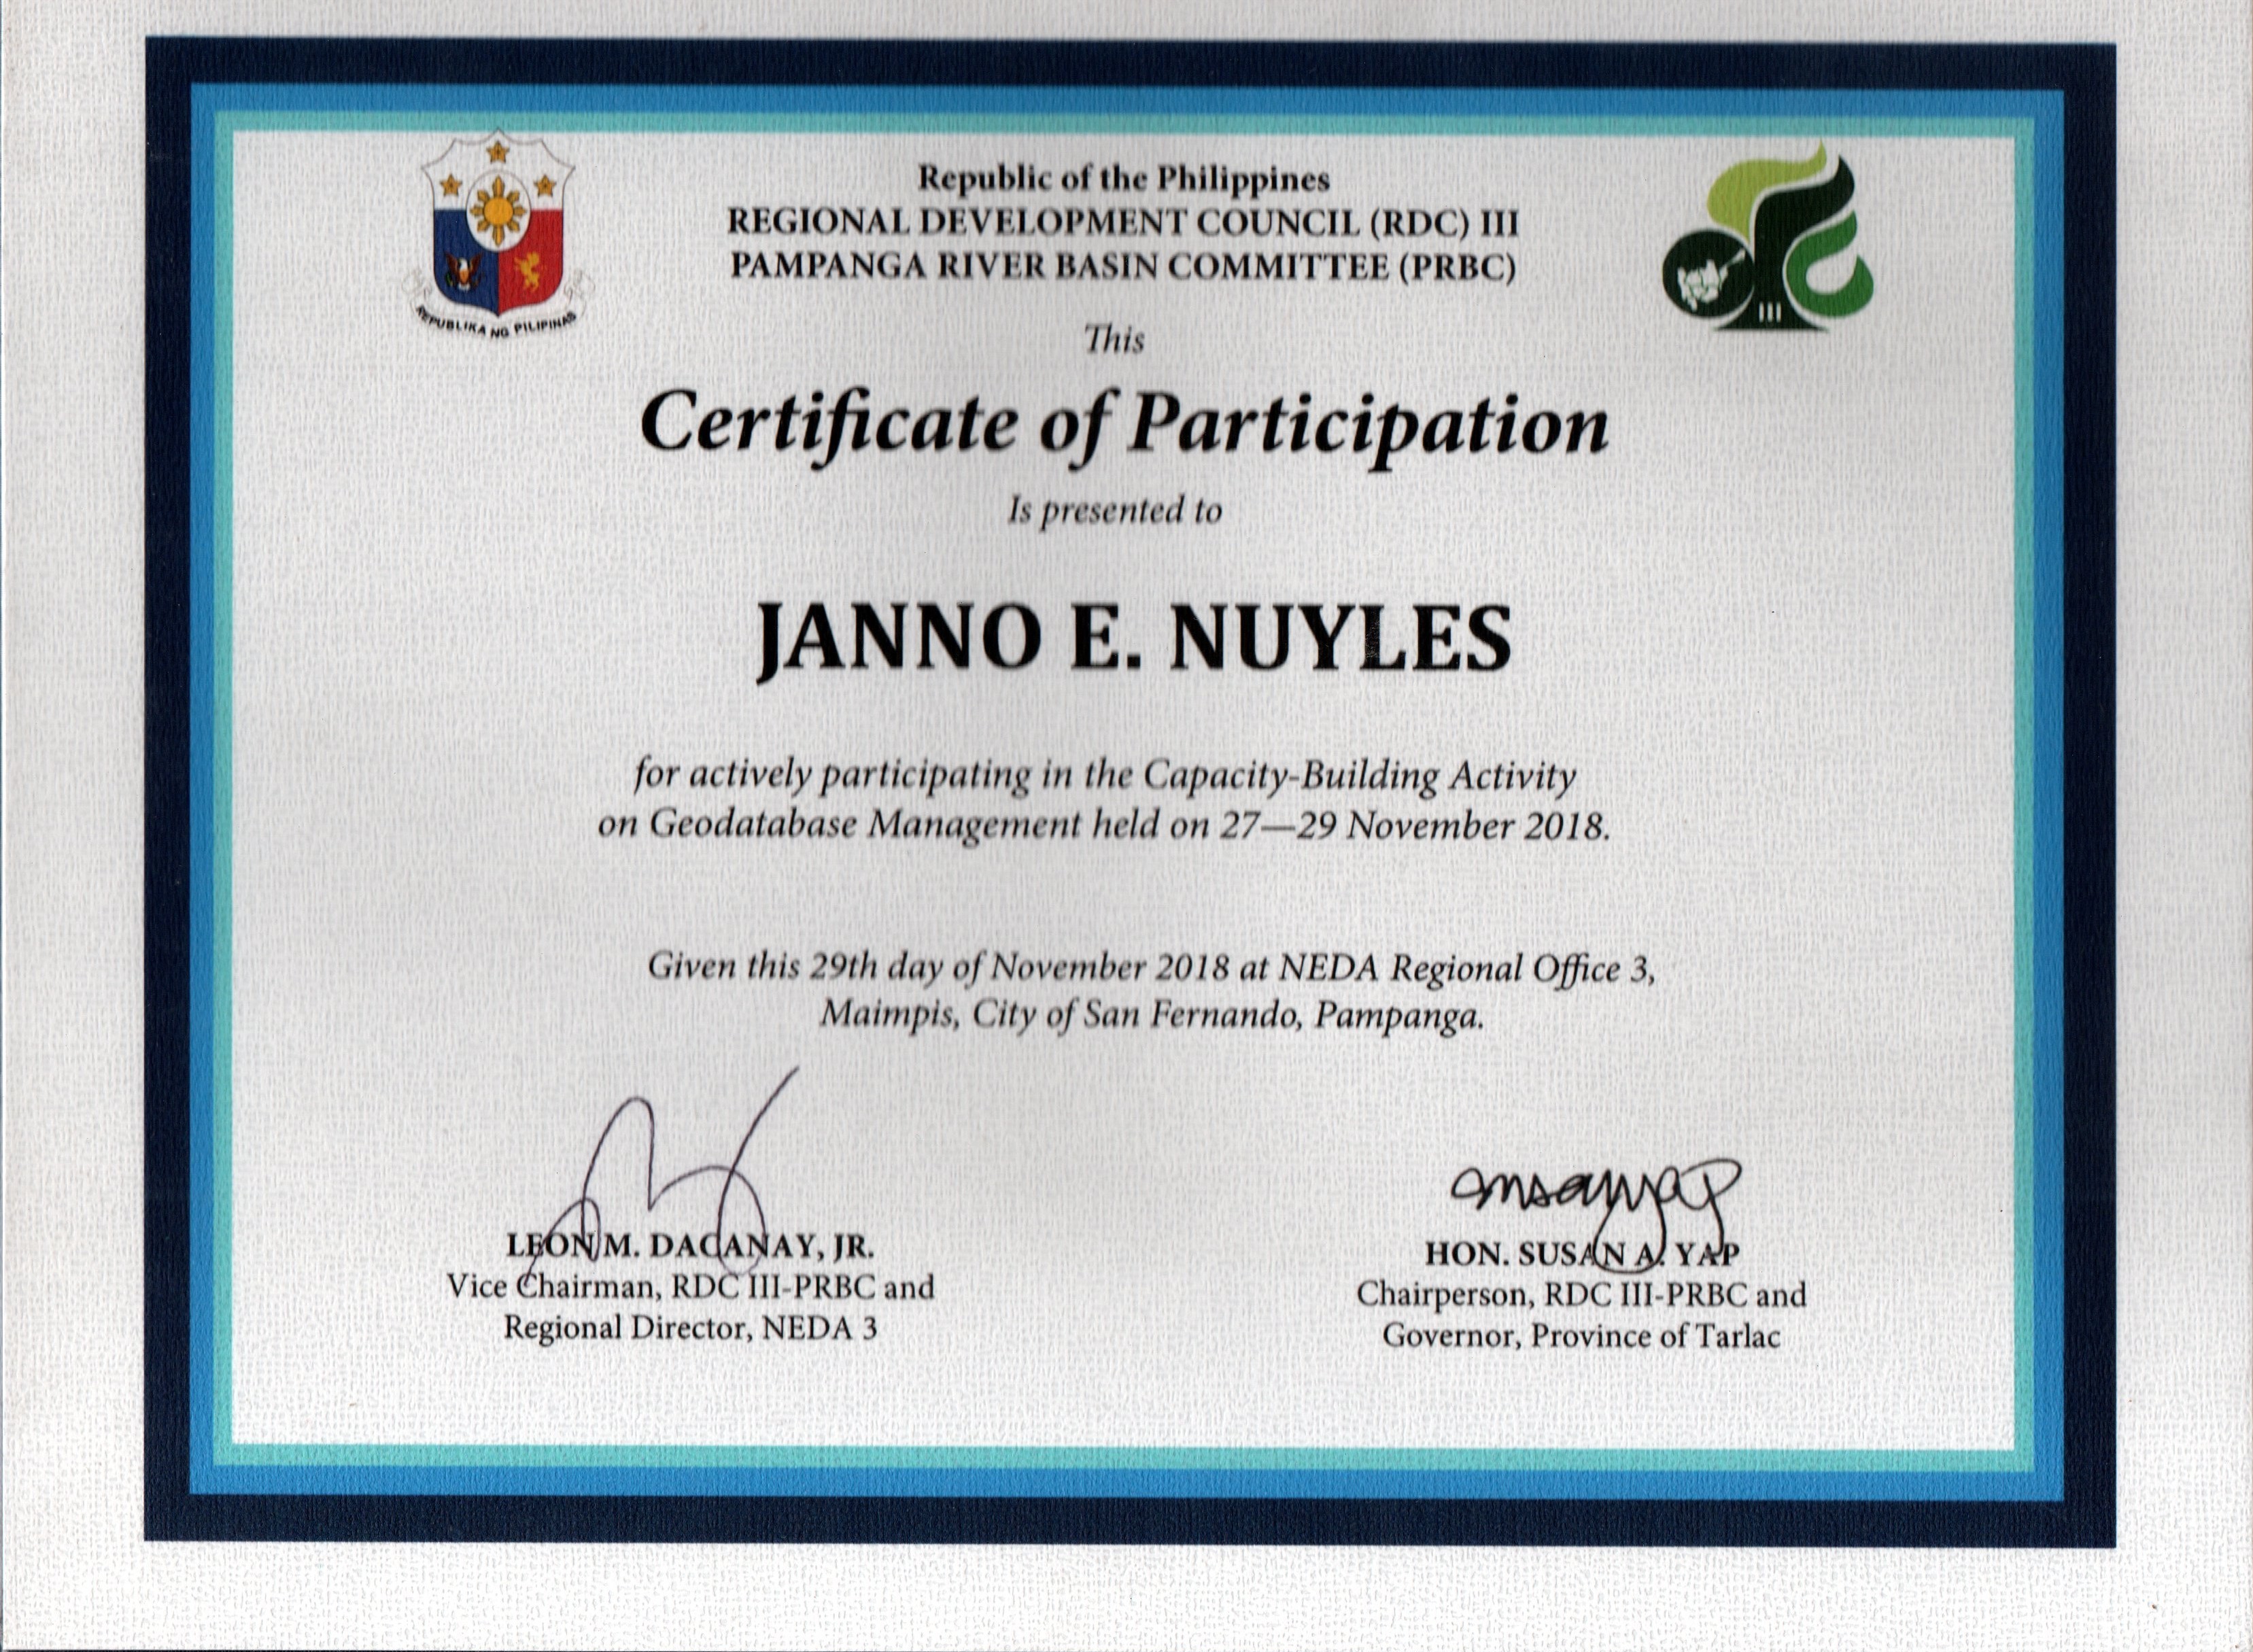 REPUBLIKA NG PILIPINAS
Republic of the Philippines
REGIONAL DEVELOPMENT COUNCIL (RDC) III
PAMPANGA RIVER BASIN COMMITTEE (PRBC)
III
This
Certificate of Participation
Is presented to
JANNO E. NUYLES
for actively participating in the Capacity-Building Activity
on Geodatabase Management held on 27—29 November 2018.
Given this 29th day of November 2018 at NEDA Regional Office 3,
Maimpis, City of San Fernando, Pampanga.
LEON M. DACANAY, JR.
Vice Chairman, RDC III-PRBC and
Regional Director, NEDA 3
HON. SUSAN A. YAP
Chairperson, RDC III-PRBC and
Governor, Province of Tarlac